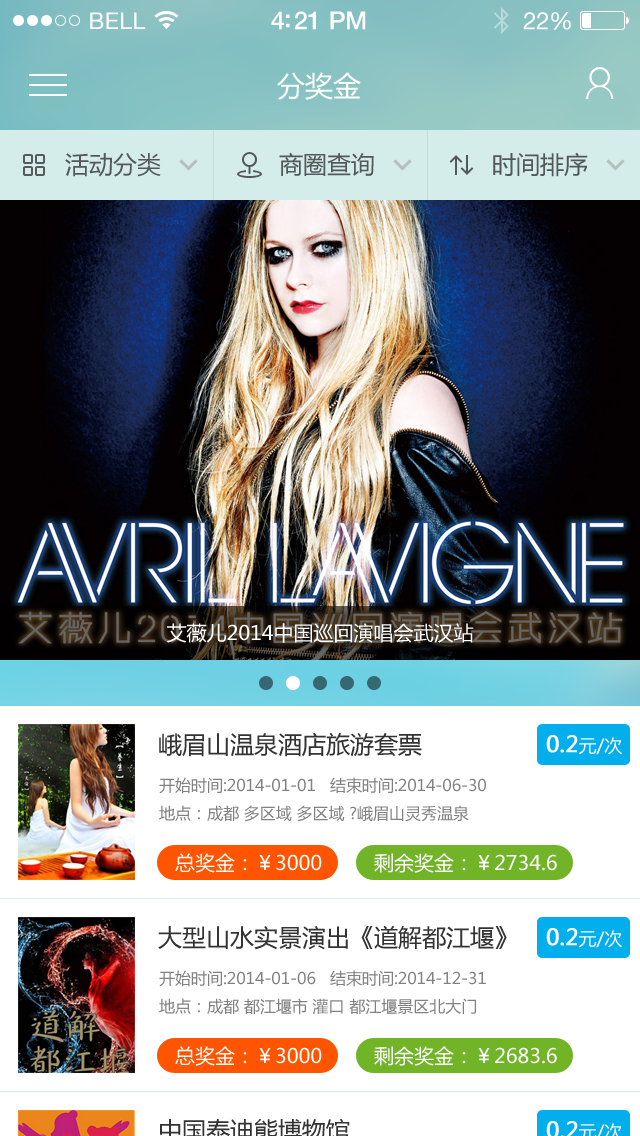 BELL 4:21 PM 22%
分奖金
活动分类 商圈查询 时间排序
AVRIL LAVIGNE
艾薇儿2014中国巡回演唱会武汉站
峨眉山温泉酒店旅游套票 0.2元/次
开始时间:2014-01-01 结束时间:2014-06-30
地点：成都 多区域 多区域 ?峨眉山灵秀温泉
总奖金：￥3000 剩余奖金：￥2734.6
大型山水实景演出《道解都江堰》 0.2元/次
开始时间:2014-01-06 结束时间:2014-12-31
地点：成都 都江堰市 灌口 都江堰景区北大门
道解
都江堰
总奖金：￥3000 剩余奖金：￥2683.6
中国泰迪熊博物馆 0.2元/次